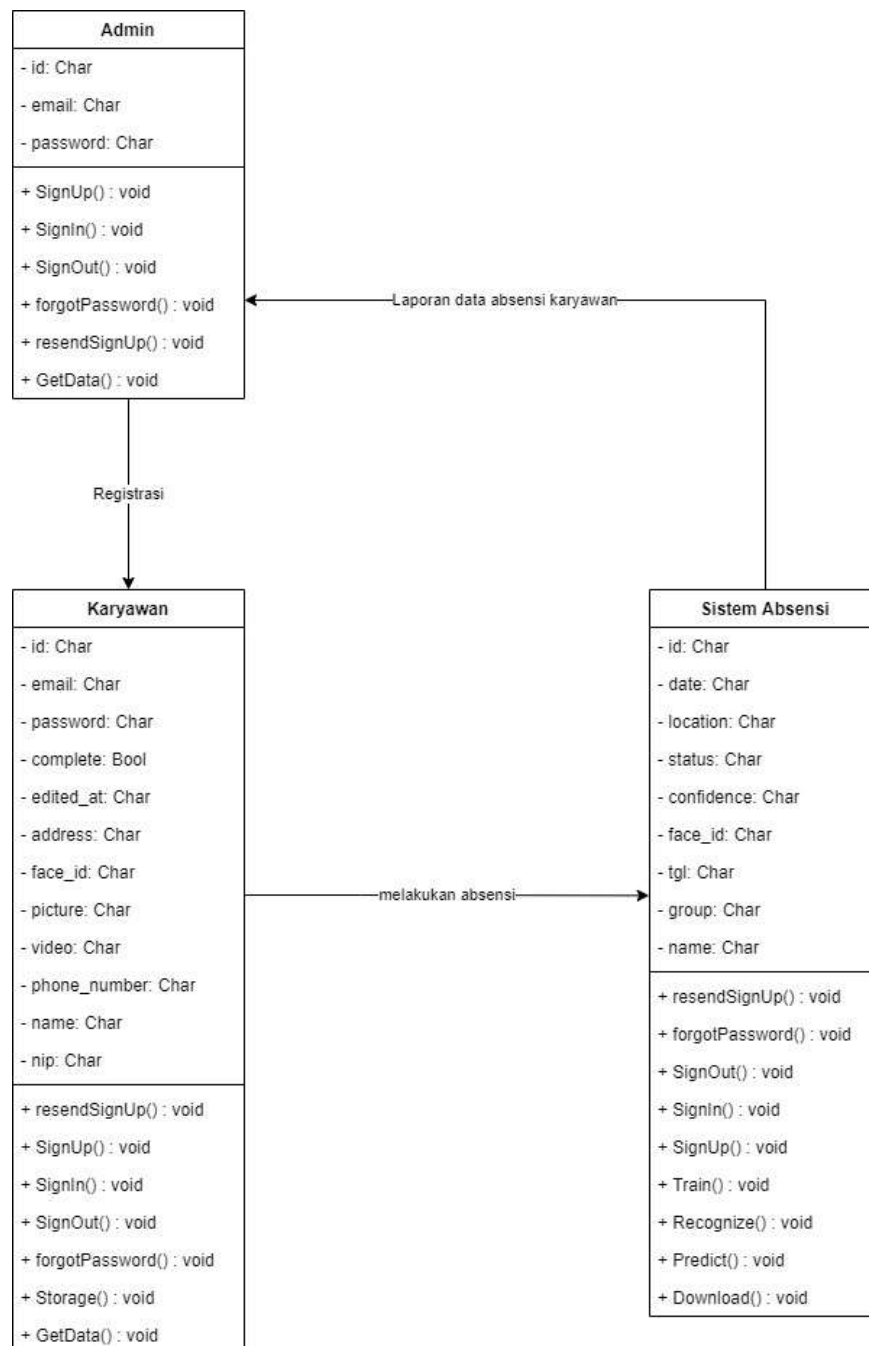 Admin
- id: Char
- email: Char
- password: Char
+ SignUp() : void
+ SignIn() : void
+ SignOut() : void
+ forgotPassword() : void
+ resendSignUp() : void
+ GetData() : void
Laporan data absensi karyawan
Registrasi
Karyawan
- id: Char
- email: Char
- password: Char
- complete: Bool
- edited_at: Char
- address: Char
- face_id: Char
- picture: Char
- video: Char
- phone_number: Char
- name: Char
- nip: Char
+ resendSignUp() : void
+ SignUp() : void
+ SignIn() : void
+ SignOut() : void
+ forgotPassword() : void
+ Storage() : void
+ GetData() : void
melakukan absensi
Sistem Absensi
- id: Char
- date: Char
- location: Char
- status: Char
- confidence: Char
- face_id: Char
- tgl: Char
- group: Char
- name: Char
+ resendSignUp() : void
+ forgotPassword() : void
+ SignOut() : void
+ SignIn() : void
+ SignUp() : void
+ Train() : void
+ Recognize() : void
+ Predict() : void
+ Download() : void